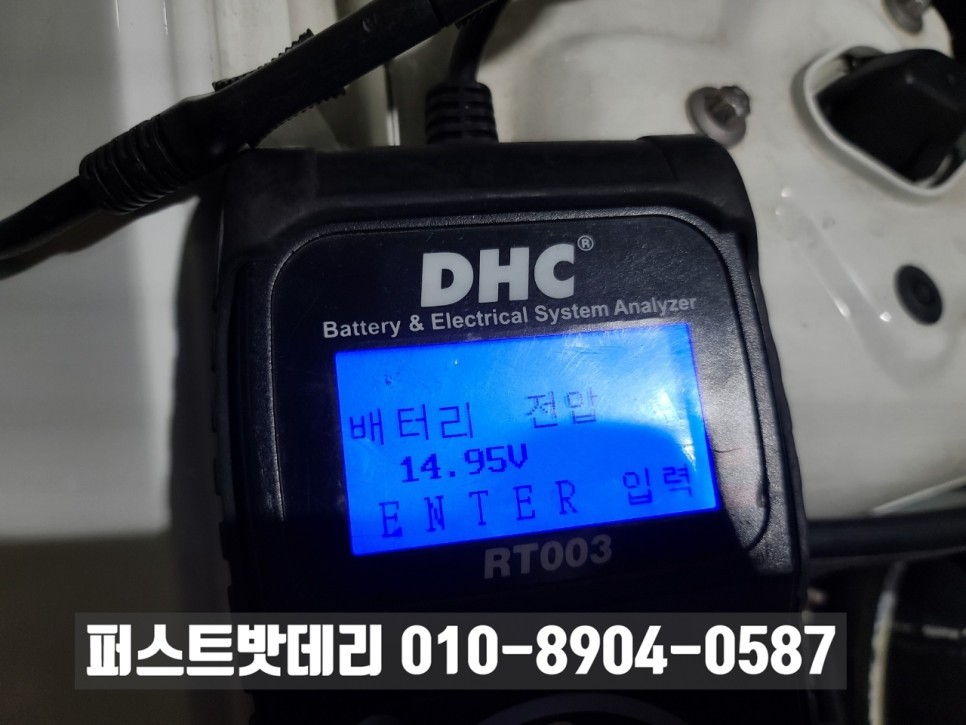 DHC®
Battery & Electrical System Analyzer
배터리 전압
14.95V
ENTER 입력
RT003
퍼스트밧데리 010-8904-0587